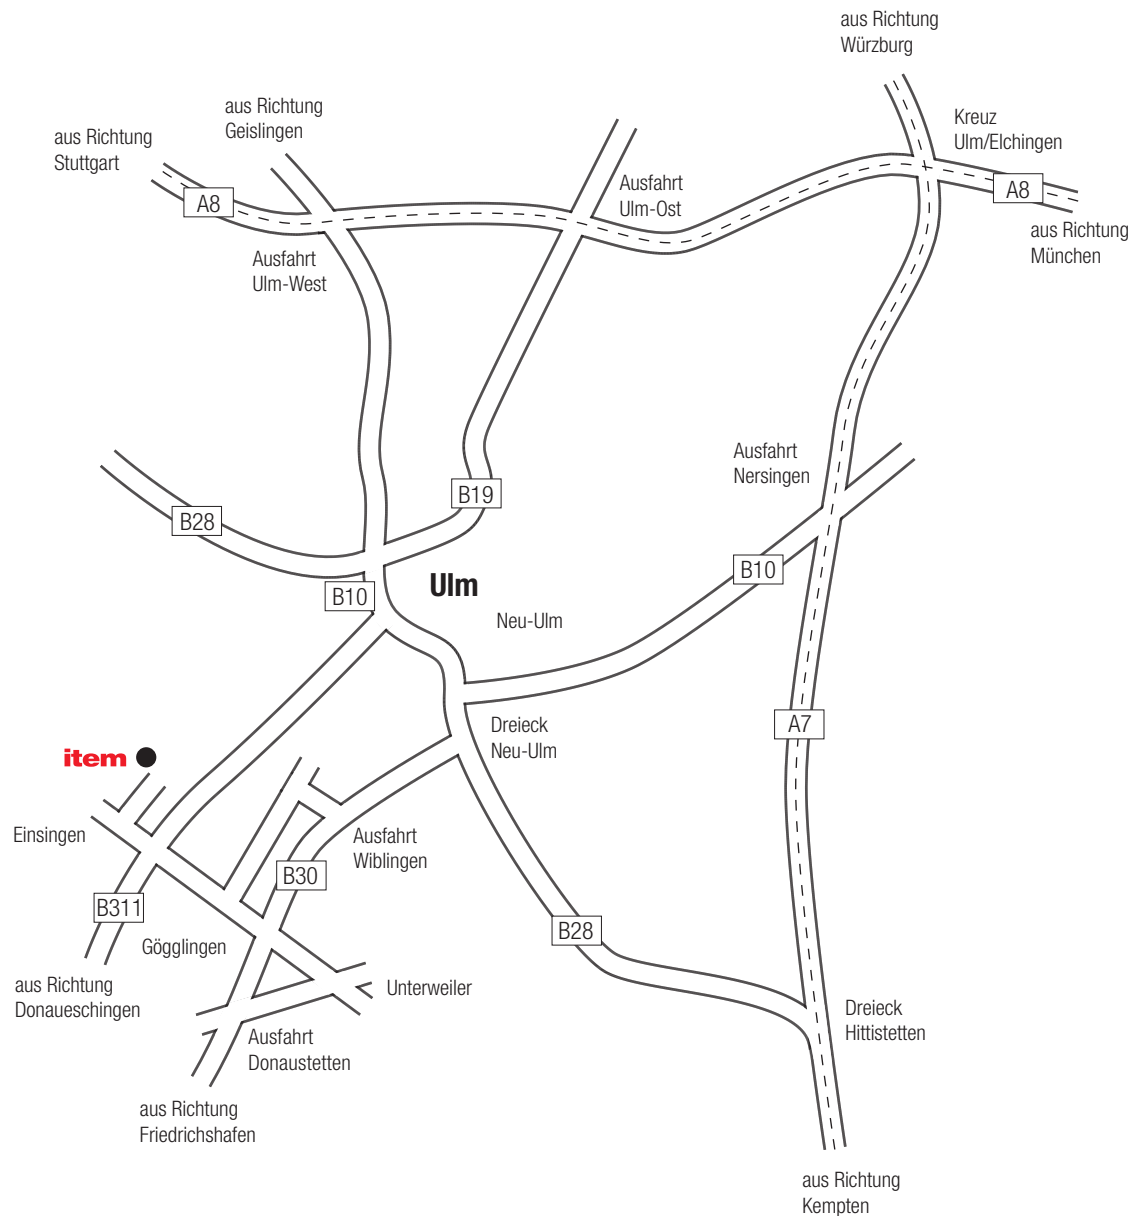 aus Richtung
Würzburg
aus Richtung
Geislingen
Kreuz
Ulm/Elchingen
aus Richtung
Stuttgart
A8
Ausfahrt
Ulm-Ost
A8
aus Richtung
München
Ausfahrt
Ulm-West
Ausfahrt
Nersingen
B19
B28
B10
B10
Ulm
Neu-Ulm
A7
Dreieck
Neu-Ulm
item
Einsingen
Ausfahrt
Wiblingen
B30
B311
B28
Gögglingen
aus Richtung
Donaueschingen
Unterweiler
Dreieck
Hittistetten
Ausfahrt
Donaustetten
aus Richtung
Friedrichshafen
aus Richtung
Kempten